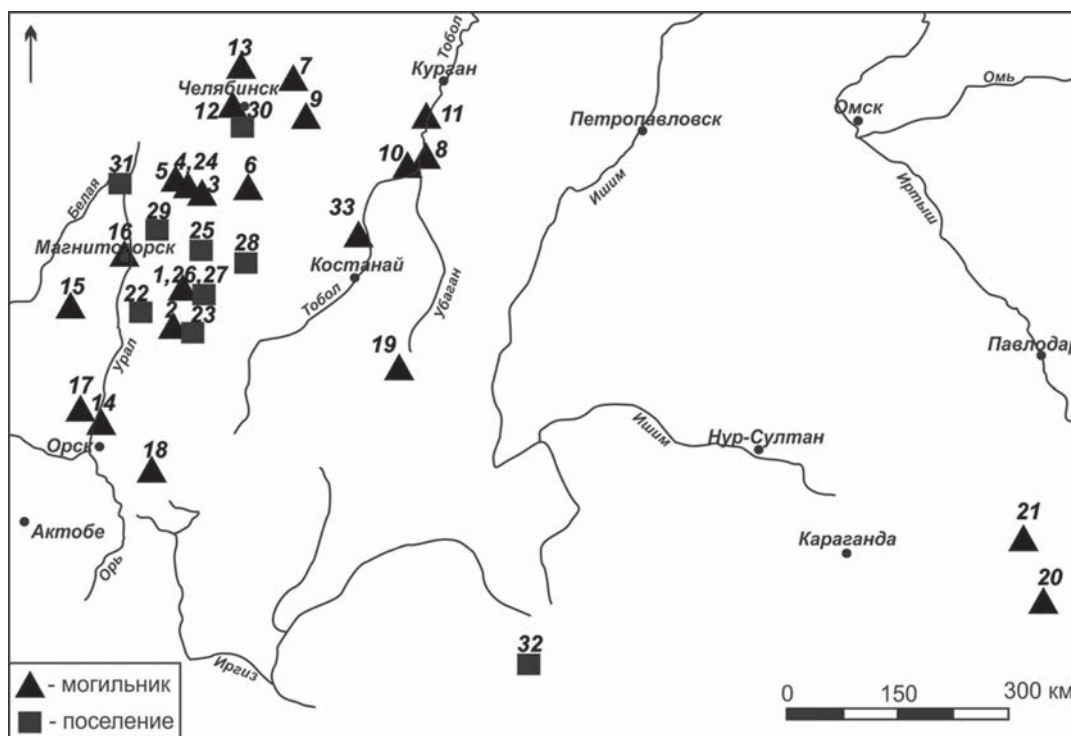 13
7
Тобол
Курган
Челябинск
Омь
12
30
9
11
Омск
Петропавловск
10
8
31
4,24
5
3
6
Белая
Ишим
Иртыш
29
33
16
25
28
Магнитогорск
Костанай
1,26,27
15
22
2
23
Тобол
Убаган
Урал
19
Павлодар
17
14
Ишим
Орск
Нур-Султан
18
Актобе
Караганда
21
Орь
20
Иргиз
32
- могильник
- поселение
0 150 300 км